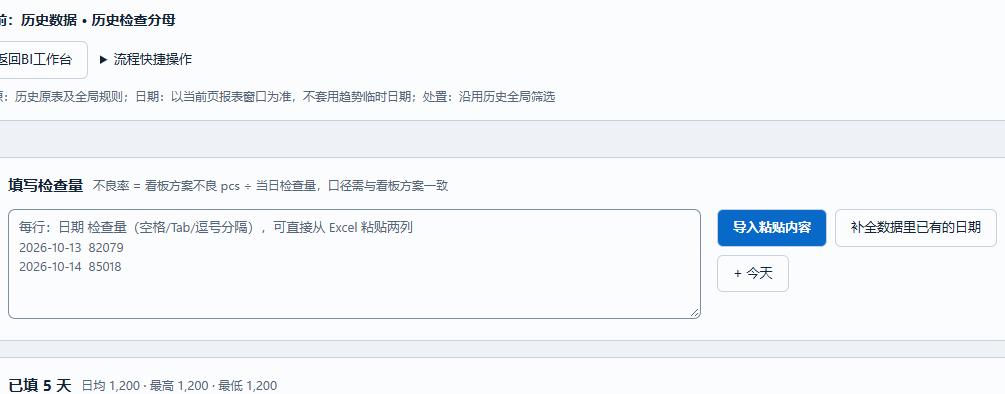 前：历史数据 • 历史检查分母
返回BI工作台 ▶ 流程快捷操作
源：历史原表及全局规则；日期：以当前页报表窗口为准，不套用趋势临时日期；处置：沿用历史全局筛选
填写检查量 不良率 = 看板方案不良 pcs ÷ 当日检查量，口径需与看板方案一致
每行：日期 检查量（空格/Tab/逗号分隔），可直接从 Excel 粘贴两列
2026-10-13 82079
2026-10-14 85018
导入粘贴内容 补全数据里已有的日期
+ 今天
已填 5 天 日均 1,200 · 最高 1,200 · 最低 1,200